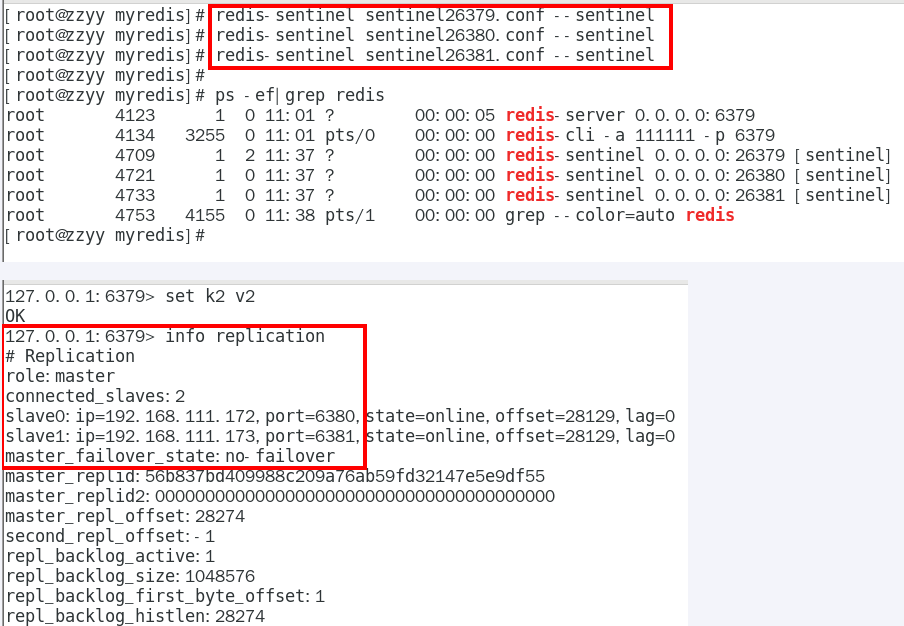 [root@zzyy myredis]# redis-sentinel sentinel26379.conf --sentinel
[root@zzyy myredis]# redis-sentinel sentinel26380.conf --sentinel
[root@zzyy myredis]# redis-sentinel sentinel26381.conf --sentinel
[root@zzyy myredis]#
[root@zzyy myredis]# ps -ef|grep redis
root 4123 1 0 11:01 ? 00:00:05 redis-server 0.0.0.0:6379
root 4134 3255 0 11:01 pts/0 00:00:00 redis-cli -a 111111 -p 6379
root 4709 1 2 11:37 ? 00:00:00 redis-sentinel 0.0.0.0:26379 [sentinel]
root 4721 1 0 11:37 ? 00:00:00 redis-sentinel 0.0.0.0:26380 [sentinel]
root 4733 1 0 11:37 ? 00:00:00 redis-sentinel 0.0.0.0:26381 [sentinel]
root 4753 4155 0 11:38 pts/1 00:00:00 grep --color=auto redis
[root@zzyy myredis]#
127.0.0.1:6379> set k2 v2
OK
127.0.0.1:6379> info replication
# Replication
role:master
connected_slaves:2
slave0:ip=192.168.111.172,port=6380,state=online,offset=28129,lag=0
slave1:ip=192.168.111.173,port=6381,state=online,offset=28129,lag=0
master_failover_state:no-failover
master_replid:56b837bd409988c209a76ab59fd32147e5e9df55
master_replid2:0000000000000000000000000000000000000000
master_repl_offset:28274
second_repl_offset:-1
repl_backlog_active:1
repl_backlog_size:1048576
repl_backlog_first_byte_offset:1
repl_backlog_histlen:28274